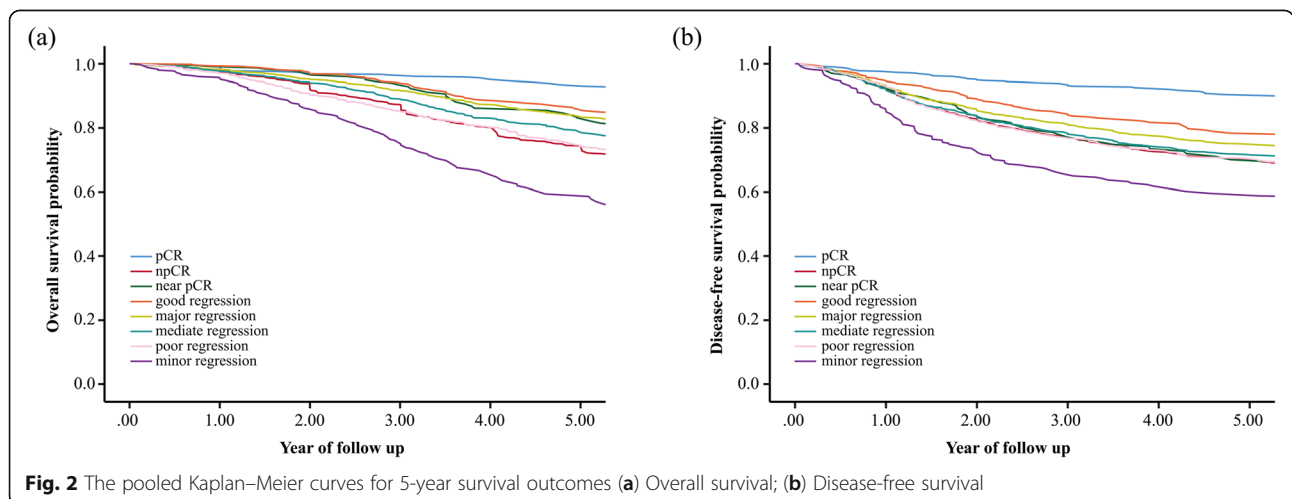 (a)
Overall survival probability
1.0
0.8
0.6
0.4
0.2
0.0
pCR
npCR
near pCR
good regression
major regression
mediate regression
poor regression
minor regression
.00 1.00 2.00 3.00 4.00 5.00
Year of follow up
(b)
Disease-free survival probability
1.0
0.8
0.6
0.4
0.2
0.0
pCR
npCR
near pCR
good regression
major regression
mediate regression
poor regression
minor regression
.00 1.00 2.00 3.00 4.00 5.00
Year of follow up
Fig. 2 The pooled Kaplan–Meier curves for 5-year survival outcomes (a) Overall survival; (b) Disease-free survival